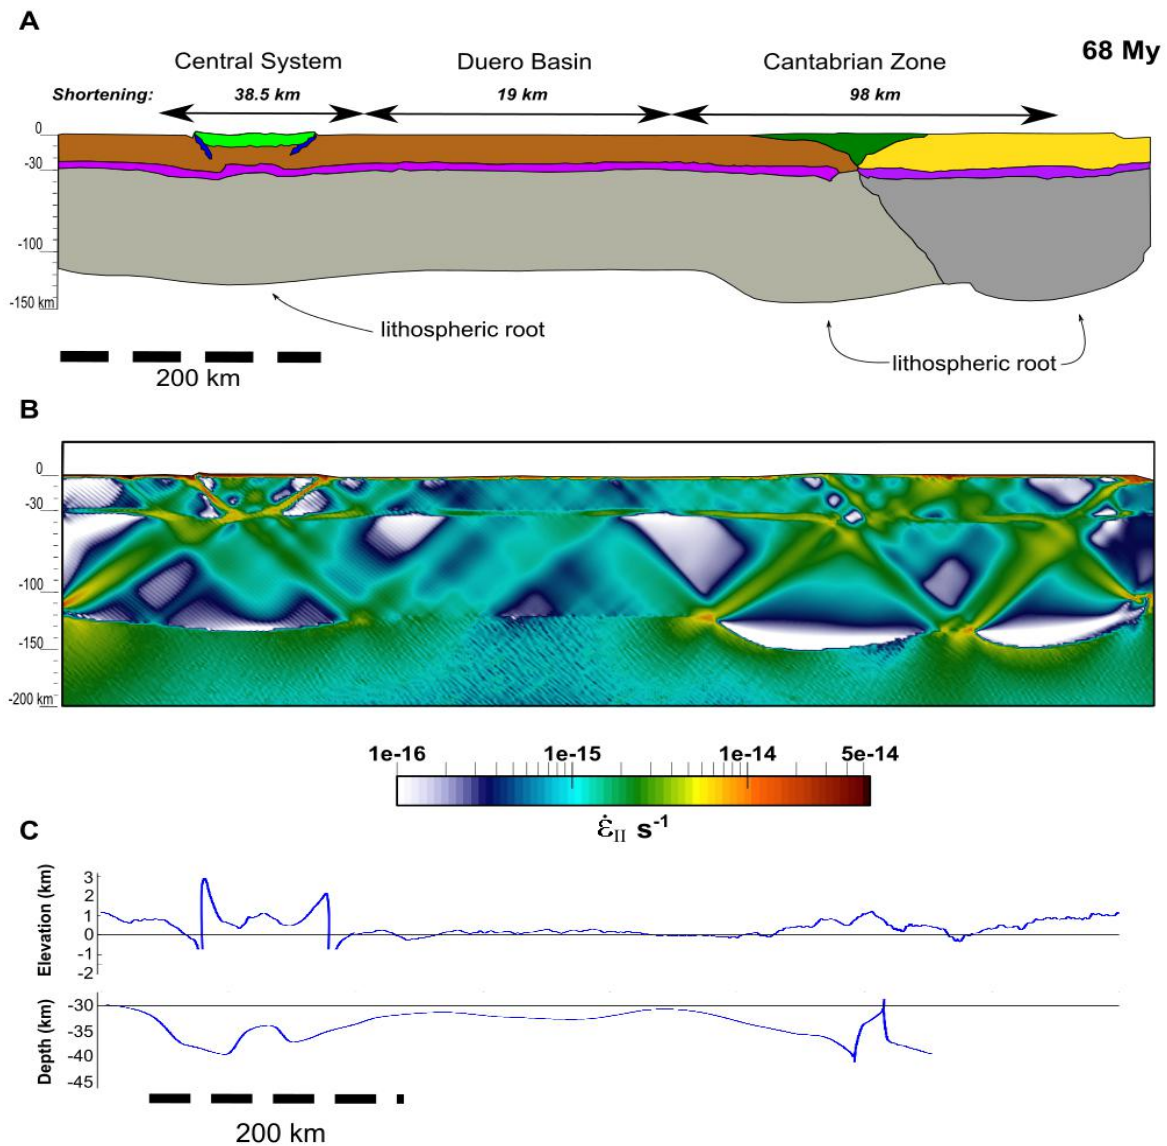 A
68 My
Central System Duero Basin Cantabrian Zone
Shortening: 38.5 km 19 km 98 km
0
-30
-100
-150 km
lithospheric root
lithospheric root
200 km
B
0
-30
-100
-150
-200 km
1e-16 1e-15 1e-14 5e-14
ε̇II s-1
C
Elevation (km)
3
2
1
0
-1
-2
Depth (km)
-30
-35
-40
-45
200 km